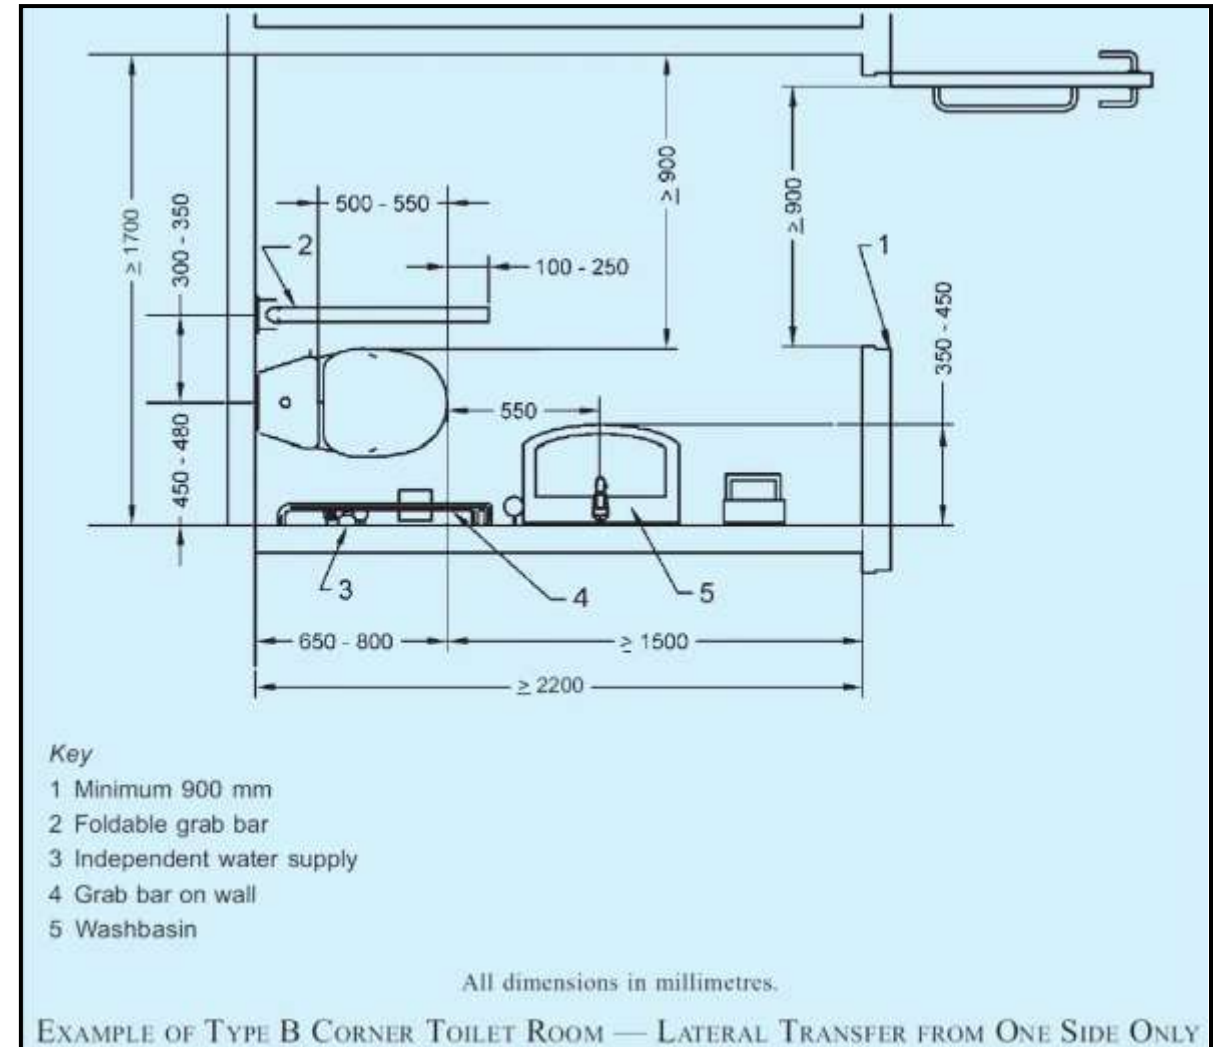 ≥ 1700
300 - 350
450 - 480
500 - 550
2
100 - 250
≥ 900
≥ 900
1
350 - 450
550
3
4
5
650 - 800
≥ 1500
≥ 2200
Key
1 Minimum 900 mm
2 Foldable grab bar
3 Independent water supply
4 Grab bar on wall
5 Washbasin
All dimensions in millimetres.
EXAMPLE OF TYPE B CORNER TOILET ROOM — LATERAL TRANSFER FROM ONE SIDE ONLY